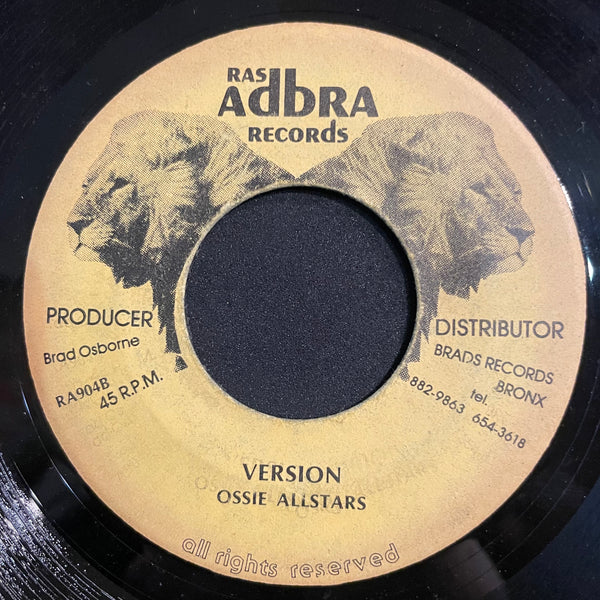 RAS
AdbRA
RECORds
PRODUCER
Brad Osborne
RA904B
45 R.P.M.
DISTRIBUTOR
BRADS RECORDS
BRONX
tel.
882-9863 654-3618
VERSION
OSSIE ALLSTARS
all rights reserved